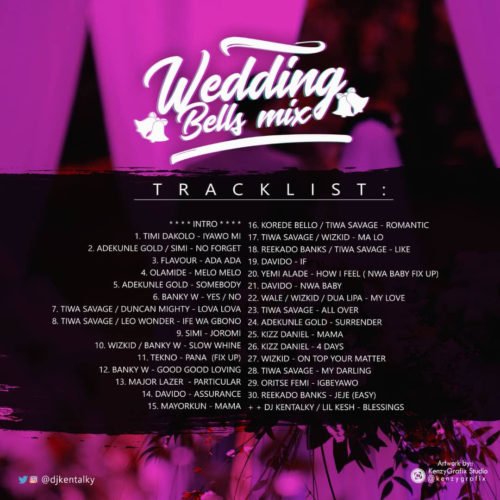 Wedding
Bells mix
TRACKLIST:
**** INTRO ****
1. TIMI DAKOLO - IYAWO MI
2. ADEKUNLE GOLD / SIMI - NO FORGET
3. FLAVOUR - ADA ADA
4. OLAMIDE - MELO MELO
5. ADEKUNLE GOLD - SOMEBODY
6. BANKY W - YES / NO
7. TIWA SAVAGE / DUNCAN MIGHTY - LOVA LOVA
8. TIWA SAVAGE / LEO WONDER - IFE WA GBONO
9. SIMI - JOROMI
10. WIZKID / BANKY W - SLOW WHINE
11. TEKNO - PANA (FIX UP)
12. BANKY W - GOOD GOOD LOVING
13. MAJOR LAZER - PARTICULAR
14. DAVIDO - ASSURANCE
15. MAYORKUN - MAMA
16. KOREDE BELLO / TIWA SAVAGE - ROMANTIC
17. TIWA SAVAGE / WIZKID - MA LO
18. REEKADO BANKS / TIWA SAVAGE - LIKE
19. DAVIDO - IF
20. YEMI ALADE - HOW I FEEL ( NWA BABY FIX UP)
21. DAVIDO - NWA BABY
22. WALE / WIZKID / DUA LIPA - MY LOVE
23. TIWA SAVAGE - ALL OVER
24. ADEKUNLE GOLD - SURRENDER
25. KIZZ DANIEL - MAMA
26. KIZZ DANIEL - 4 DAYS
27. WIZKID - ON TOP YOUR MATTER
28. TIWA SAVAGE - MY DARLING
29. ORITSE FEMI - IGBEYAWO
30. REEKADO BANKS - JEJE (EASY)
+ + DJ KENTALKY / LIL KESH - BLESSINGS
@djkentalky
Artwork by:
KenzyGrafix Studio
@kenzygrafix